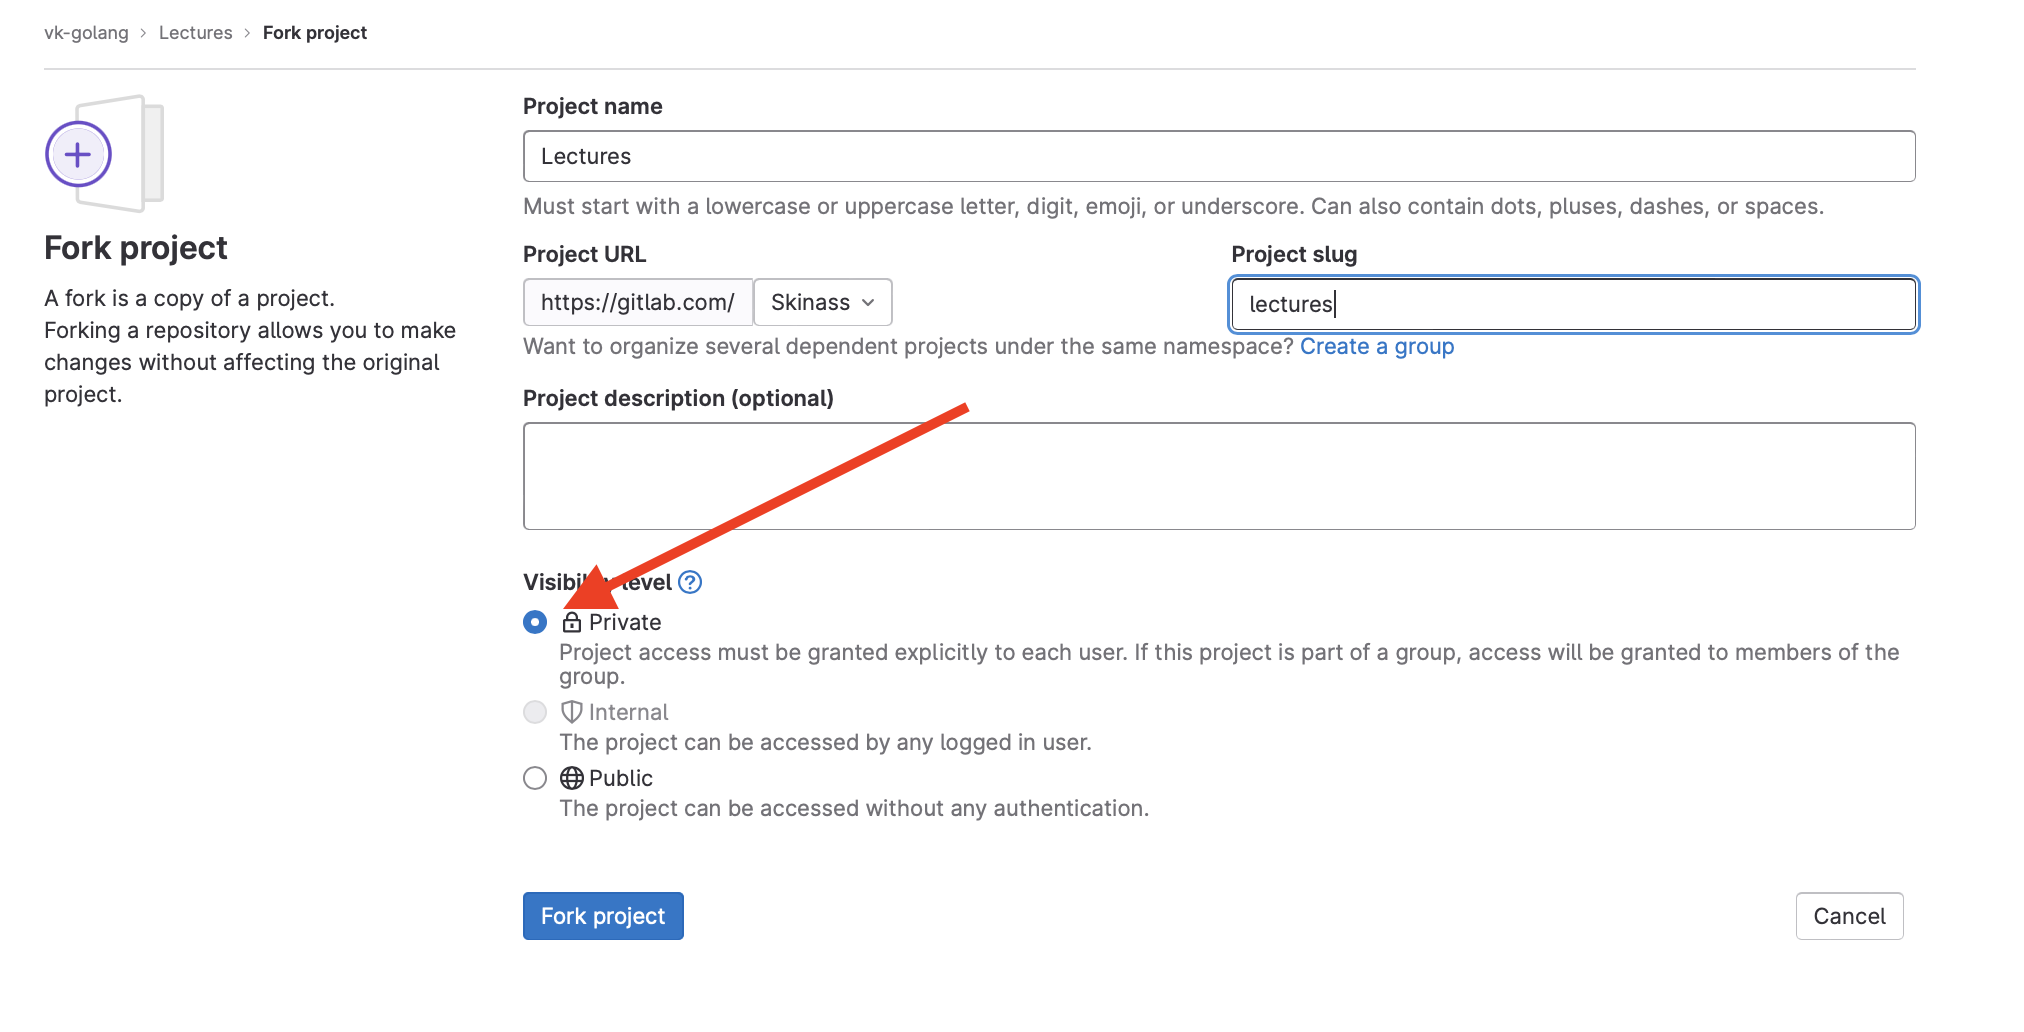 vk-golang > Lectures > Fork project
Fork project
A fork is a copy of a project.
Forking a repository allows you to make
changes without affecting the original
project.
Project name
Lectures
Must start with a lowercase or uppercase letter, digit, emoji, or underscore. Can also contain dots, pluses, dashes, or spaces.
Project URL
https://gitlab.com/ Skinass
Project slug
lectures
Want to organize several dependent projects under the same namespace? Create a group
Project description (optional)
level ?
Private
Project access must be granted explicitly to each user. If this project is part of a group, access will be granted to members of the
group.
Internal
The project can be accessed by any logged in user.
Public
The project can be accessed without any authentication.
Fork project
Cancel